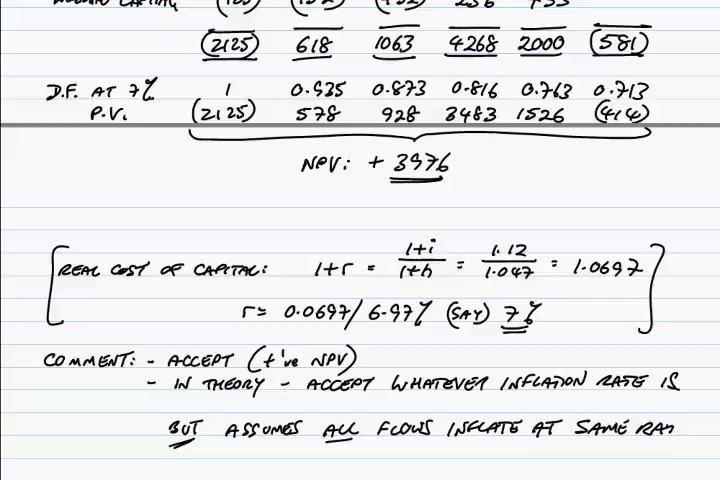 (2125) 618 1063 4268 2000 (581)
D.F. AT 7% 1 0.935 0.873 0.816 0.763 0.713
P.V. (2125) 578 928 3483 1526 (414)
NPV: + 3976
REAL COST OF CAPITAL: 1+r = 1+i / 1+h = 1.12 / 1.047 = 1.0697
r = 0.0697 / 6.97% (SAY) 7%
COMMENT: - ACCEPT (+'ve NPV)
- IN THEORY - ACCEPT WHATEVER INFLATION RATE IS
BUT ASSUMES ALL FLOWS INFLATE AT SAME RAT